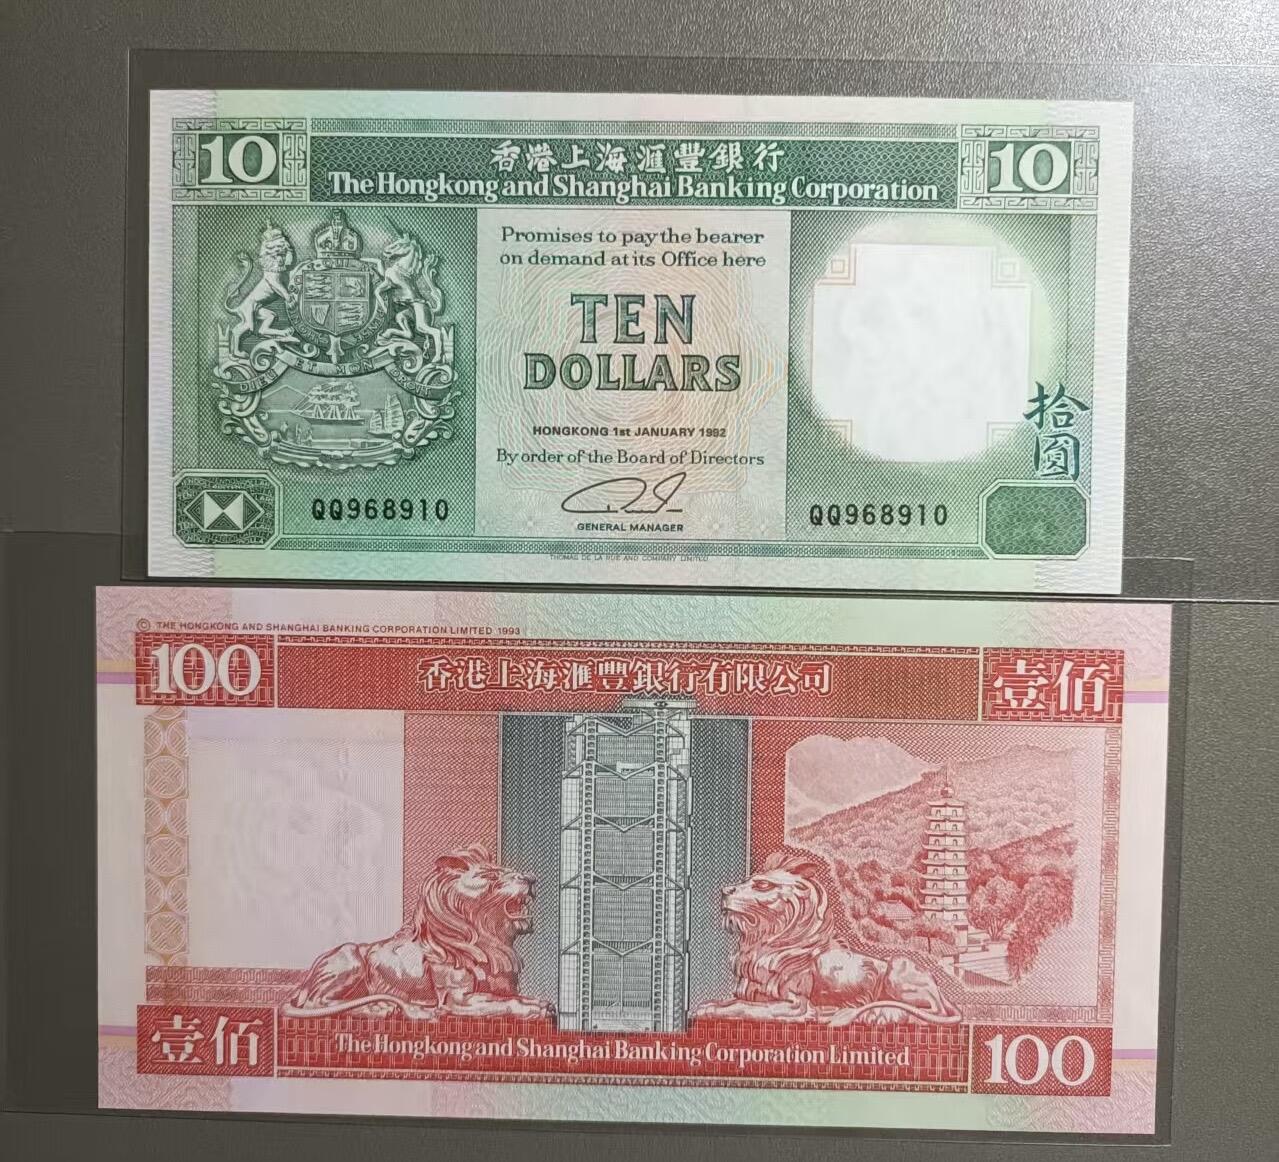 10
香港上海滙豐銀行
10
The Hongkong and Shanghai Banking Corporation
Promises to pay the bearer
on demand at its Office here
TEN
DOLLARS
拾圓
HONGKONG 1st JANUARY 1992
By order of the Board of Directors
QQ968910
GENERAL MANAGER
QQ968910
THOMAS DE LA RUE AND COMPANY LIMITED
© THE HONGKONG AND SHANGHAI BANKING CORPORATION LIMITED 1993
100
香港上海滙豐銀行有限公司
壹佰
壹佰
The Hongkong and Shanghai Banking Corporation Limited
100